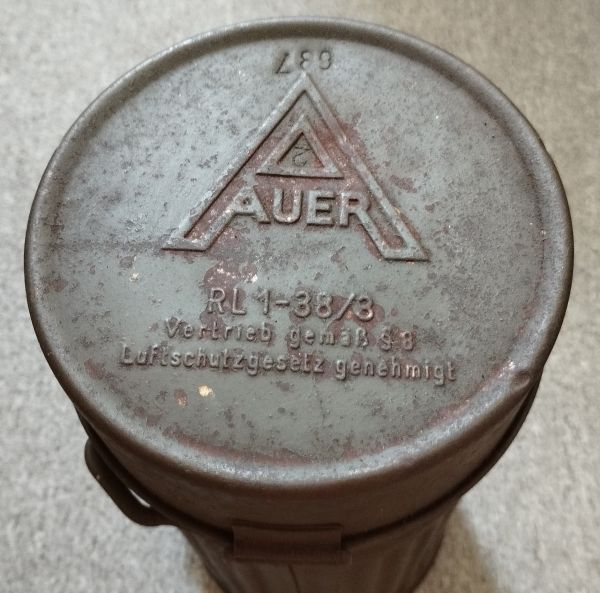 637
AUER
RL 1-38/3
Vertrieb gemäß § 8
Luftschutzgesetz genehmigt